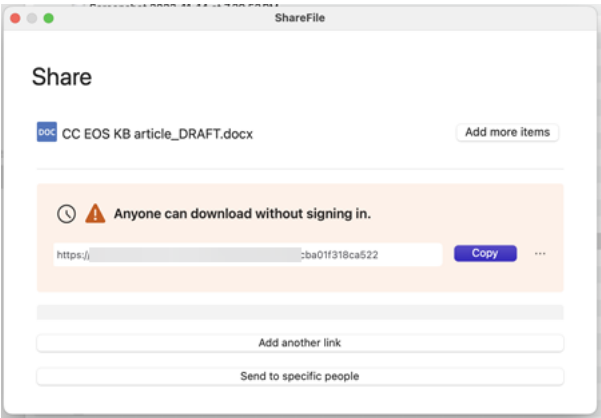 ShareFile
Share
DOC CC EOS KB article_DRAFT.docx
Add more items
Anyone can download without signing in.
https:// cba01f318ca522
Copy
...
Add another link
Send to specific people